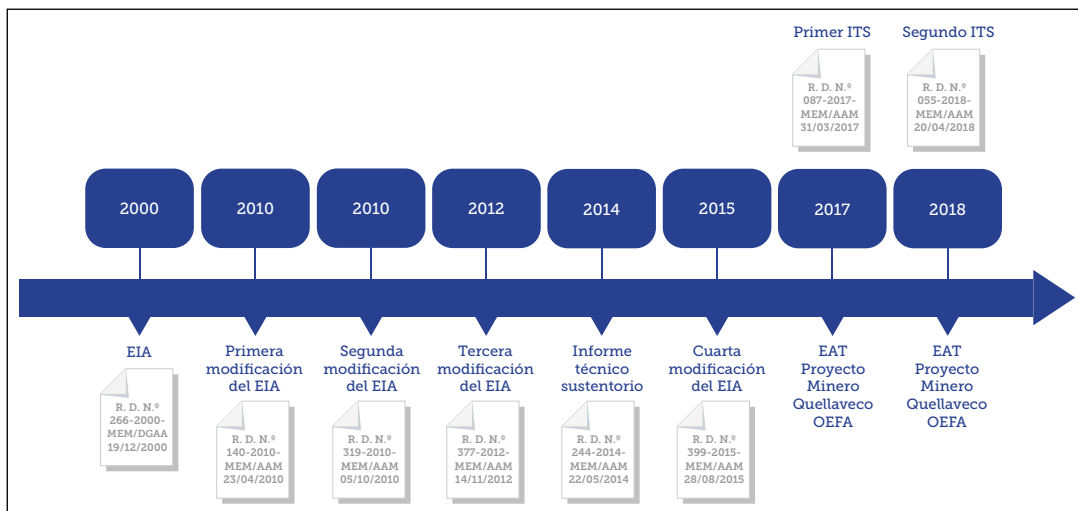 Primer ITS
R. D. N.º
087-2017-
MEM/AAM
31/03/2017
Segundo ITS
R. D. N.º
055-2018-
MEM/AAM
20/04/2018
2000
2010
2010
2012
2014
2015
2017
2018
EIA
R. D. N.º
266-2000-
MEM/DGAA
19/12/2000
Primera
modificación
del EIA
R. D. N.º
140-2010-
MEM/AAM
23/04/2010
Segunda
modificación
del EIA
R. D. N.º
319-2010-
MEM/AAM
05/10/2010
Tercera
modificación
del EIA
R. D. N.º
377-2012-
MEM/AAM
14/11/2012
Informe
técnico
sustentorio
R. D. N.º
244-2014-
MEM/AAM
22/05/2014
Cuarta
modificación
del EIA
R. D. N.º
399-2015-
MEM/AAM
28/08/2015
EAT
Proyecto
Minero
Quellaveco
OEFA
EAT
Proyecto
Minero
Quellaveco
OEFA